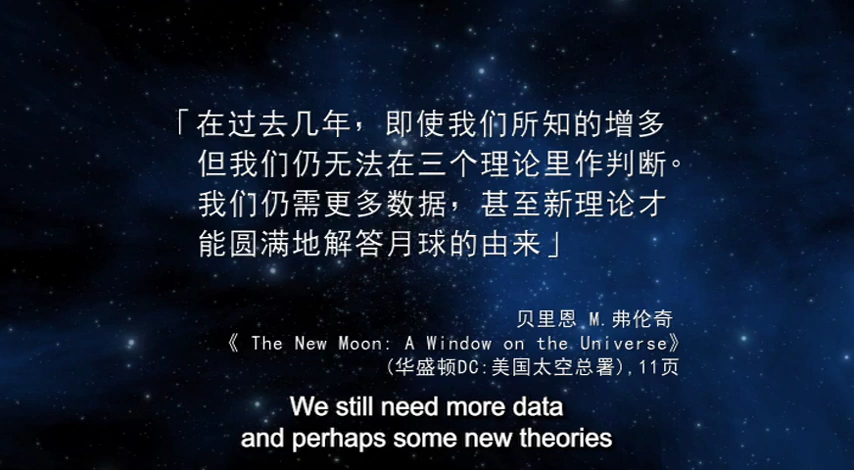 「在过去几年，即使我们所知的增多
但我们仍无法在三个理论里作判断。
我们仍需更多数据，甚至新理论才
能圆满地解答月球的由来」
贝里恩 M.弗伦奇
《 The New Moon: A Window on the Universe》
(华盛顿DC:美国太空总署),11页
We still need more data
and perhaps some new theories